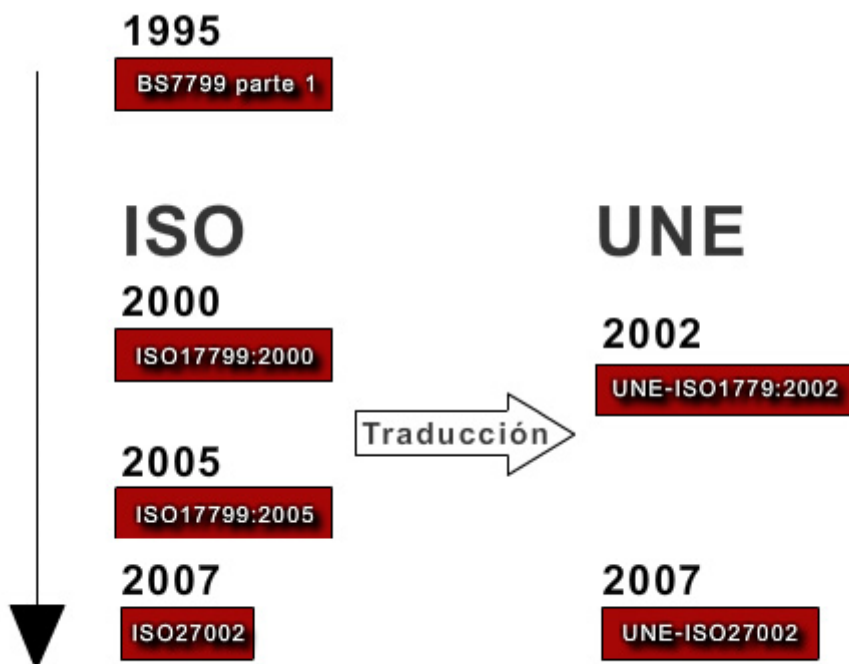 1995
BS7799 parte 1
ISO
UNE
2000
ISO17799:2000
2002
UNE-ISO1779:2002
Traducción
2005
ISO17799:2005
2007
ISO27002
2007
UNE-ISO27002